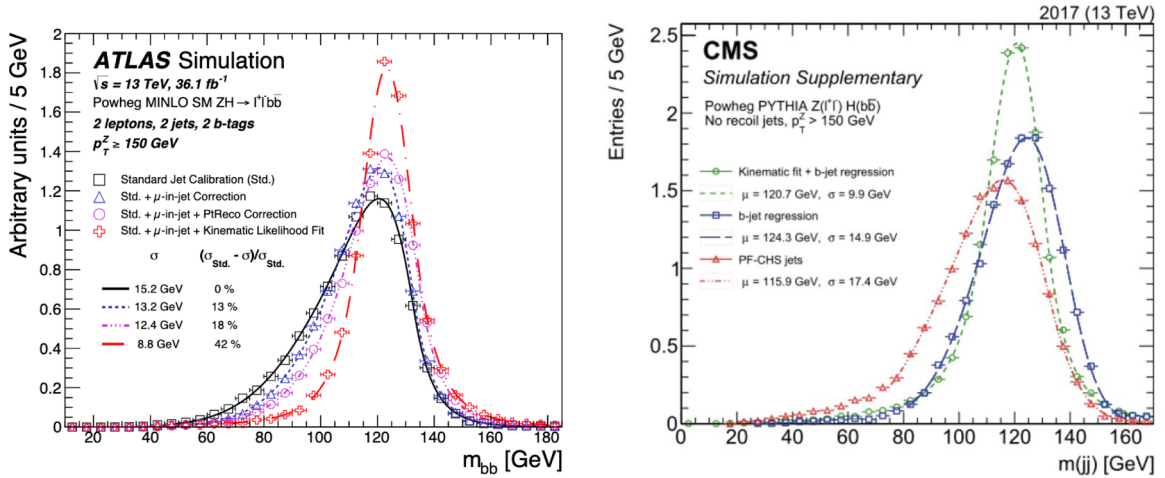 ATLAS Simulation
√s = 13 TeV, 36.1 fb⁻¹
Powheg MINLO SM ZH → l⁺l⁻bb̅
2 leptons, 2 jets, 2 b-tags
p_T^Z ≥ 150 GeV
Standard Jet Calibration (Std.)
Std. + μ-in-jet Correction
Std. + μ-in-jet + PtReco Correction
Std. + μ-in-jet + Kinematic Likelihood Fit
σ (σ_Std. - σ)/σ_Std.
15.2 GeV 0 %
13.2 GeV 13 %
12.4 GeV 18 %
8.8 GeV 42 %
Arbitrary units / 5 GeV
2
1.8
1.6
1.4
1.2
1
0.8
0.6
0.4
0.2
0
20 40 60 80 100 120 140 160 180
m_bb [GeV]
2017 (13 TeV)
CMS
Simulation Supplementary
Powheg PYTHIA Z(l⁺l⁻) H(bb̅)
No recoil jets, p_T^Z > 150 GeV
Kinematic fit + b-jet regression
μ = 120.7 GeV, σ = 9.9 GeV
b-jet regression
μ = 124.3 GeV, σ = 14.9 GeV
PF-CHS jets
μ = 115.9 GeV, σ = 17.4 GeV
Entries / 5 GeV
2.5
2
1.5
1
0.5
0
0 20 40 60 80 100 120 140 160
m(jj) [GeV]